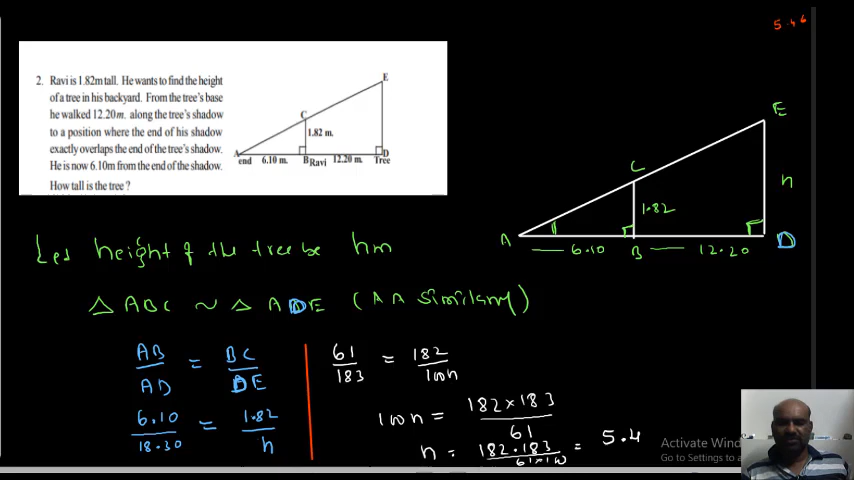 5.46
2. Ravi is 1.82m tall. He wants to find the height
of a tree in his backyard. From the tree's base
he walked 12.20m. along the tree's shadow
to a position where the end of his shadow
exactly overlaps the end of the tree's shadow.
He is now 6.10m from the end of the shadow.
How tall is the tree ?
E
C
1.82 m.
A
B
D
end 6.10 m. Ravi 12.20 m. Tree
E
C
h
1.82
A
6.10
B
12.20
D
Let height of the tree be hm
△ ABC ~ △ ADE (AA similarity)
AB/AD = BC/DE
6.10/18.30 = 1.82/h
61/183 = 182/100h
100h = 182×183/61
h = 182.183/61×100 = 5.4
Activate Wind
Go to Settings to a